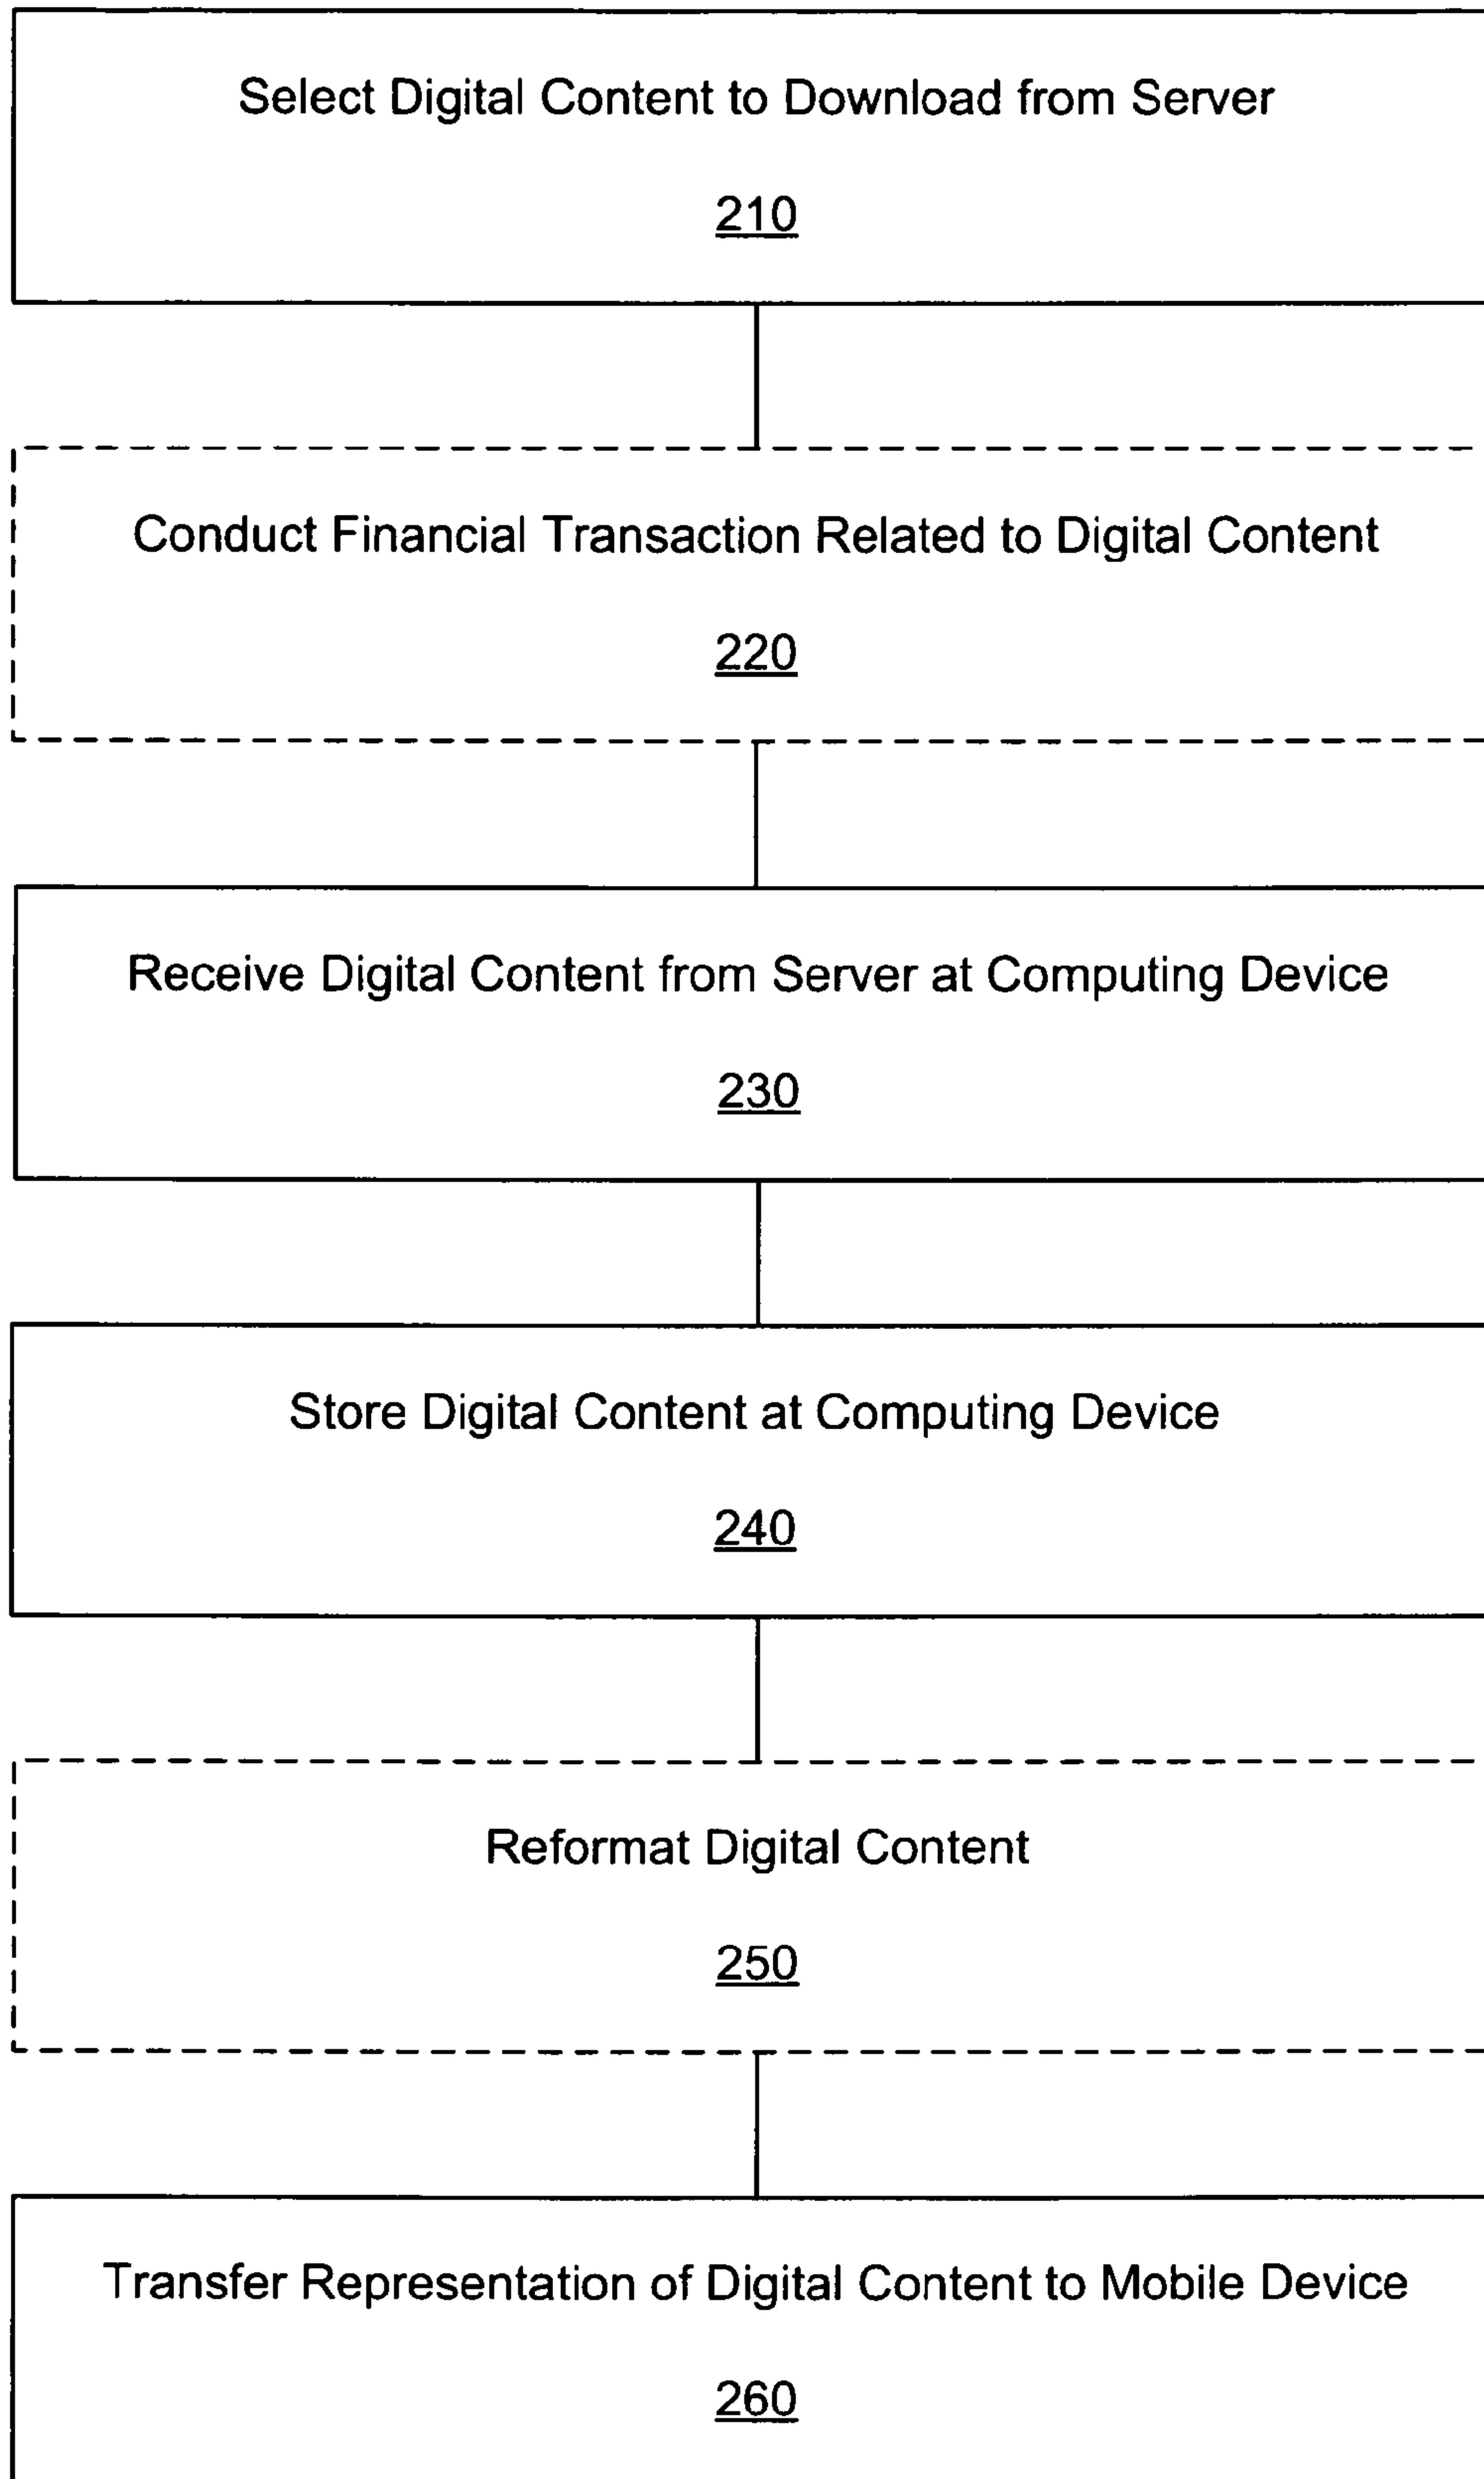 Select Digital Content to Download from Server
210
Conduct Financial Transaction Related to Digital Content
220
Receive Digital Content from Server at Computing Device
230
Store Digital Content at Computing Device
240
Reformat Digital Content
250
Transfer Representation of Digital Content to Mobile Device
260